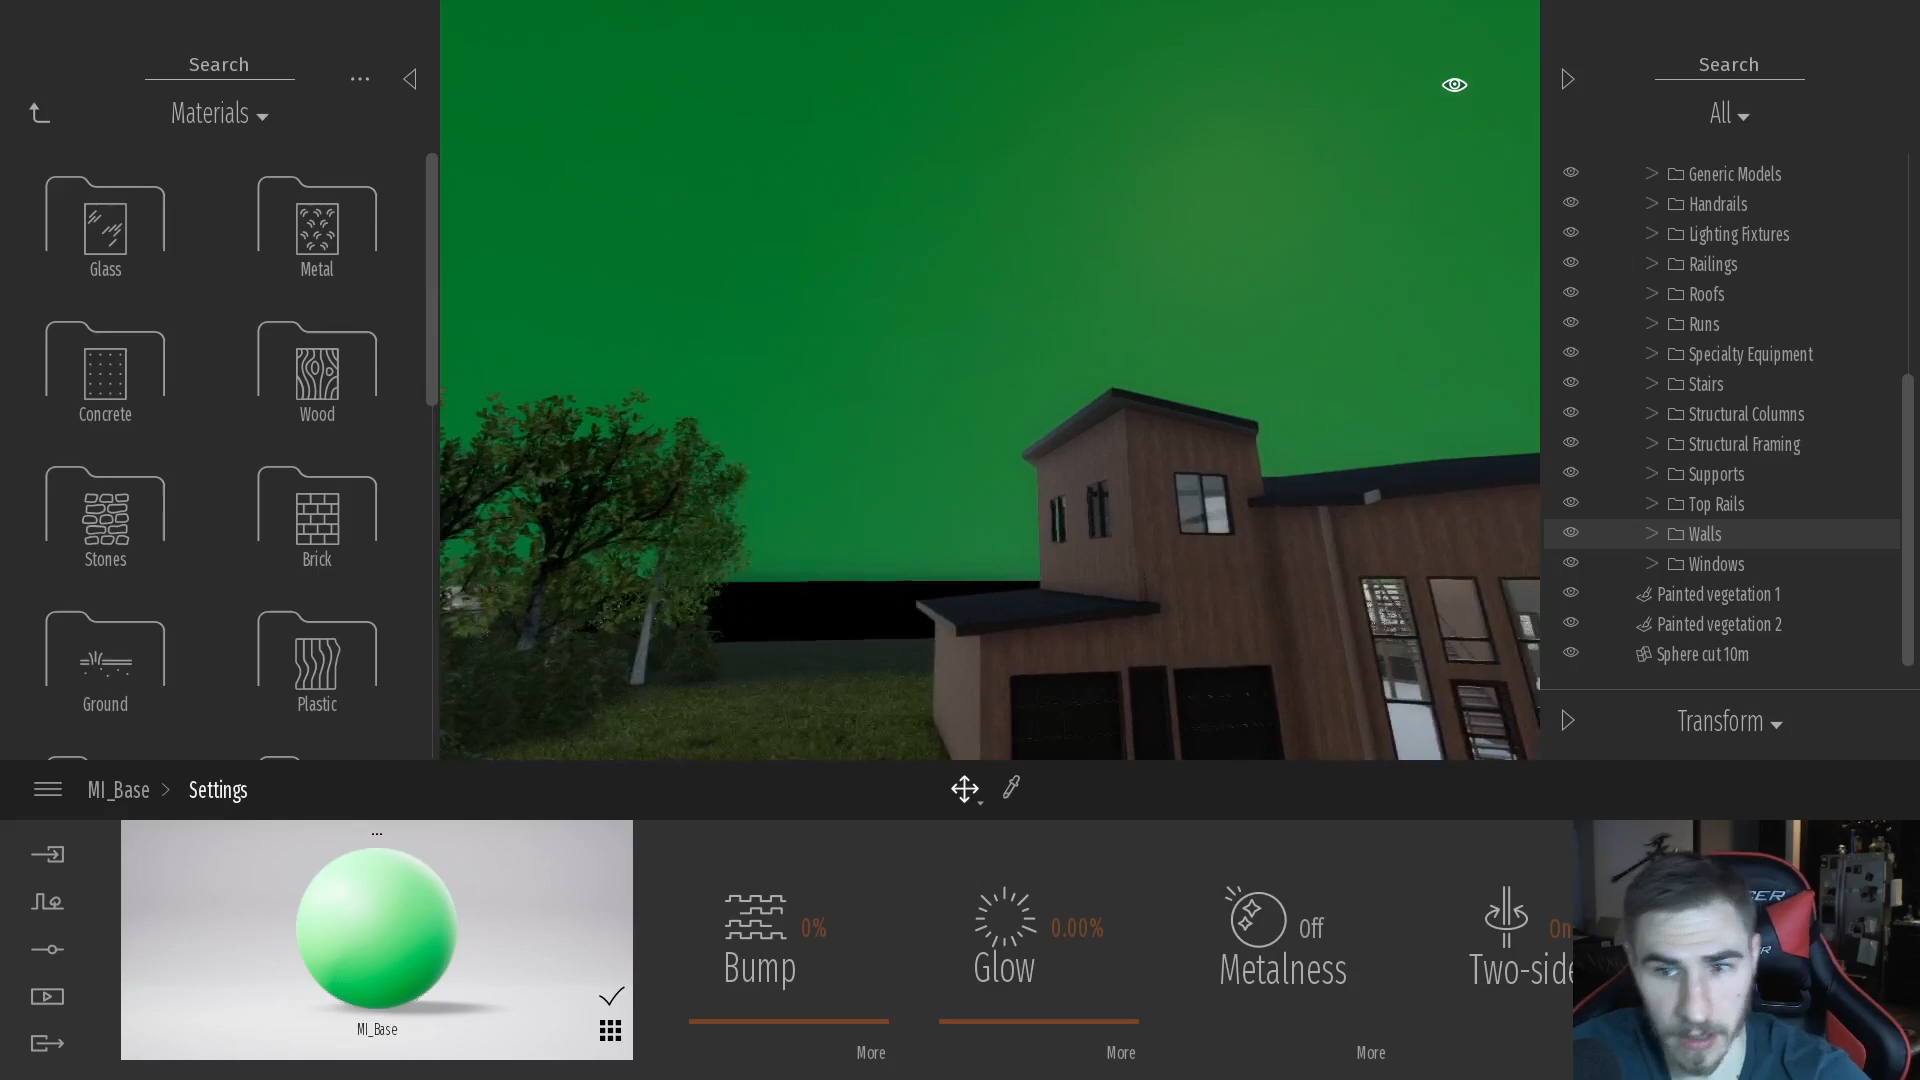 Search
...
Materials
Glass
Metal
Concrete
Wood
Stones
Brick
Ground
Plastic
Search
All
> Generic Models
> Handrails
> Lighting Fixtures
> Railings
> Roofs
> Runs
> Specialty Equipment
> Stairs
> Structural Columns
> Structural Framing
> Supports
> Top Rails
> Walls
> Windows
Painted vegetation 1
Painted vegetation 2
Sphere cut 10m
Transform
MI_Base > Settings
...
MI_Base
0%
Bump
More
0.00%
Glow
More
Off
Metalness
More
On
Two-side